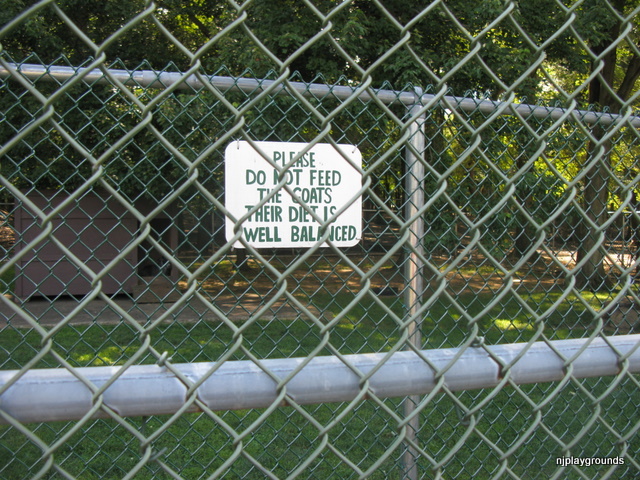 PLEASE
DO NOT FEED
THE GOATS
THEIR DIET IS
WELL BALANCED.
njplaygrounds